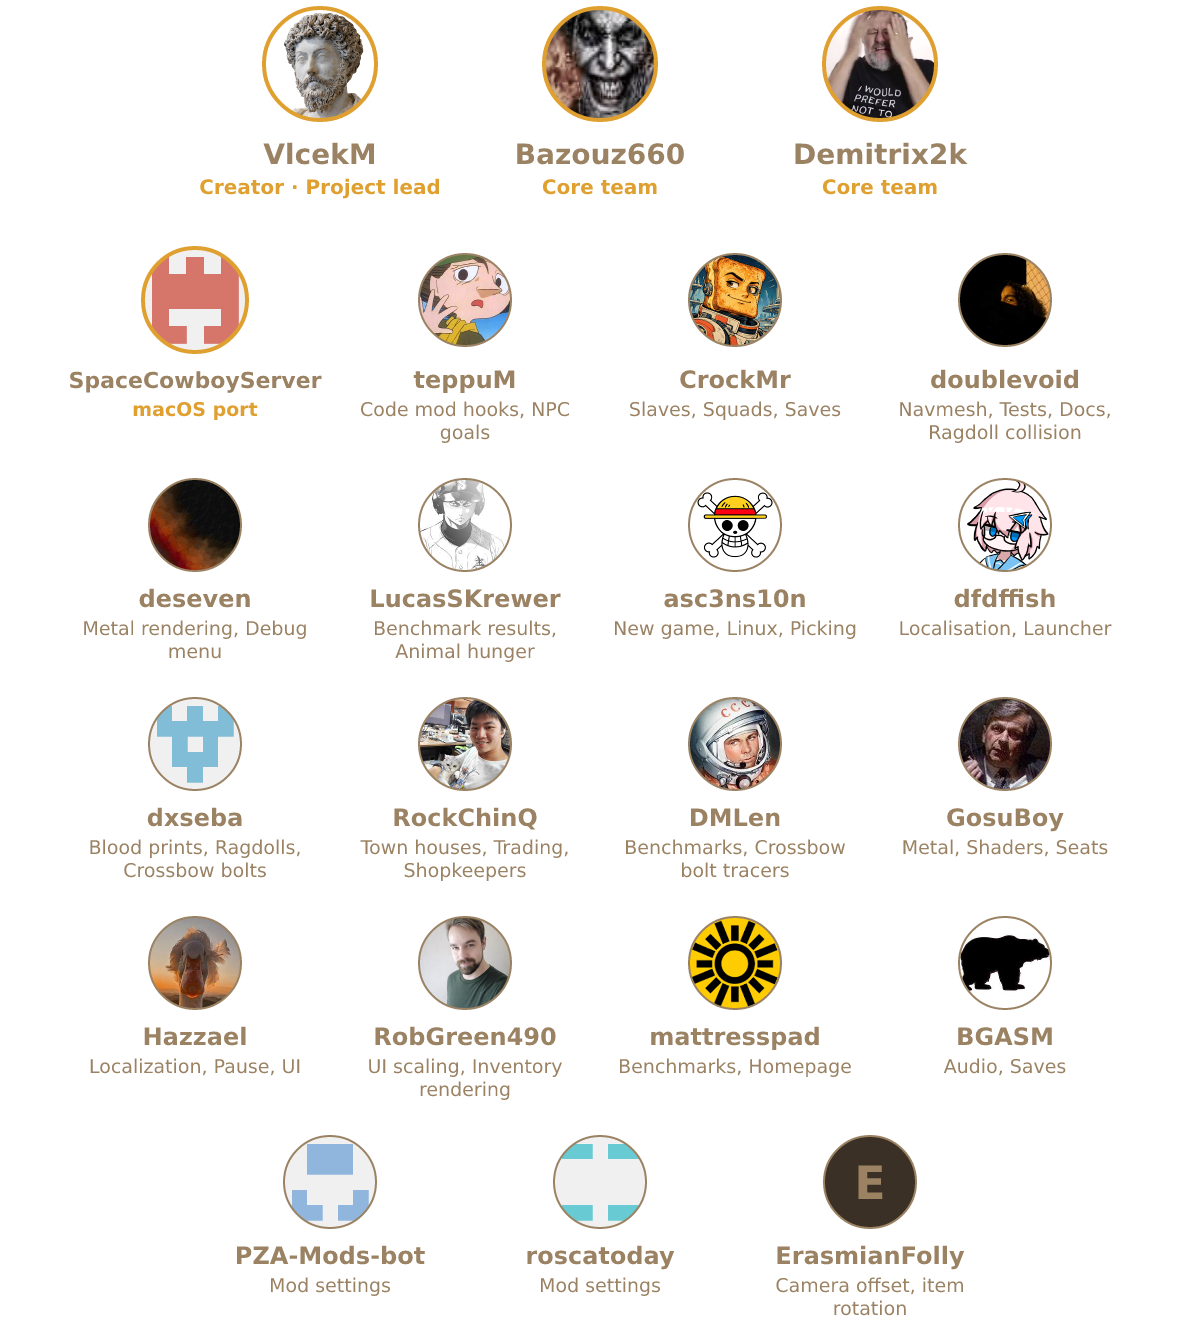 I WOULD
PREFER
NOT TO
VlcekM
Bazouz660
Demitrix2k
Creator · Project lead
Core team
Core team
SpaceCowboyServer
teppuM
CrockMr
doublevoid
macOS port
Code mod hooks, NPC
goals
Slaves, Squads, Saves
Navmesh, Tests, Docs,
Ragdoll collision
deseven
LucasSKrewer
asc3ns10n
dfdffish
Metal rendering, Debug
menu
Benchmark results,
Animal hunger
New game, Linux, Picking
Localisation, Launcher
CCC
dxseba
RockChinQ
DMLen
GosuBoy
Blood prints, Ragdolls,
Crossbow bolts
Town houses, Trading,
Shopkeepers
Benchmarks, Crossbow
bolt tracers
Metal, Shaders, Seats
Hazzael
RobGreen490
mattresspad
BGASM
Localization, Pause, UI
UI scaling, Inventory
rendering
Benchmarks, Homepage
Audio, Saves
E
PZA-Mods-bot
roscatoday
ErasmianFolly
Mod settings
Mod settings
Camera offset, item
rotation